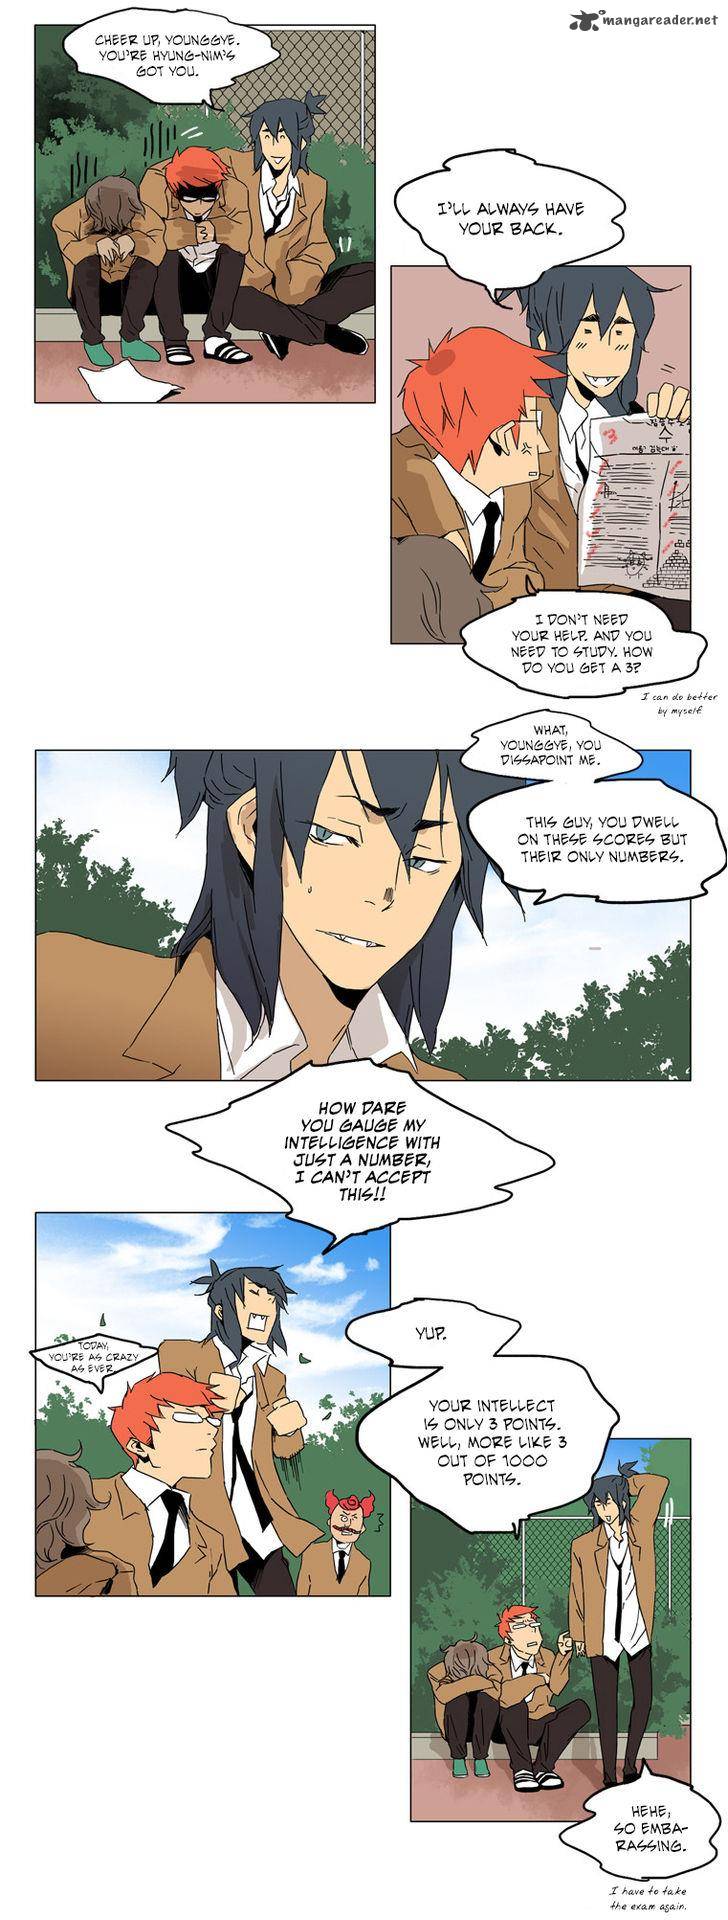 mangareader.net
CHEER UP, YOUNGGYE.
YOU'RE HYUNG-NIM'S
GOT YOU.
I'LL ALWAYS HAVE
YOUR BACK.
3
수
I DON'T NEED
YOUR HELP. AND YOU
NEED TO STUDY. HOW
DO YOU GET A 3?
I can do better
by myself.
WHAT,
YOUNGGYE, YOU
DISSAPOINT ME.
THIS GUY, YOU DWELL
ON THESE SCORES BUT
THEIR ONLY NUMBERS.
HOW DARE
YOU GAUGE MY
INTELLIGENCE WITH
JUST A NUMBER,
I CAN'T ACCEPT
THIS!!
TODAY,
YOU'RE AS CRAZY
AS EVER.
YUP.
YOUR INTELLECT
IS ONLY 3 POINTS.
WELL, MORE LIKE 3
OUT OF 1000
POINTS.
HEHE,
SO EMBA-
RASSING.
I have to take
the exam again.